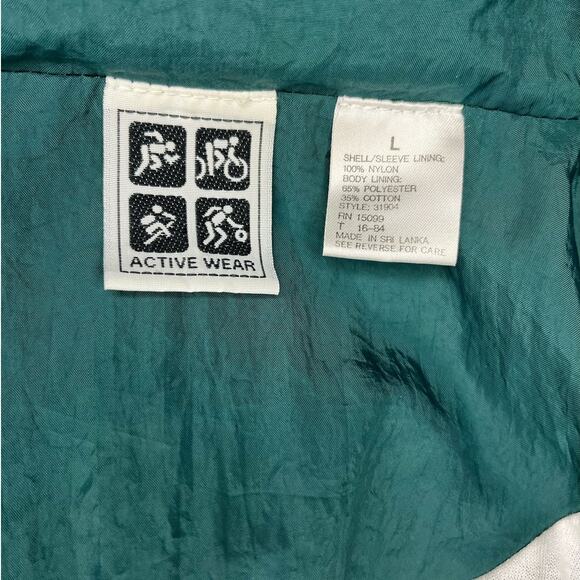 ACTIVE WEAR
L
SHELL/SLEEVE LINING:
100% NYLON
BODY LINING:
65% POLYESTER
35% COTTON
STYLE; 31904
RN 15099
T 16-84
MADE IN SRI LANKA
SEE REVERSE FOR CARE